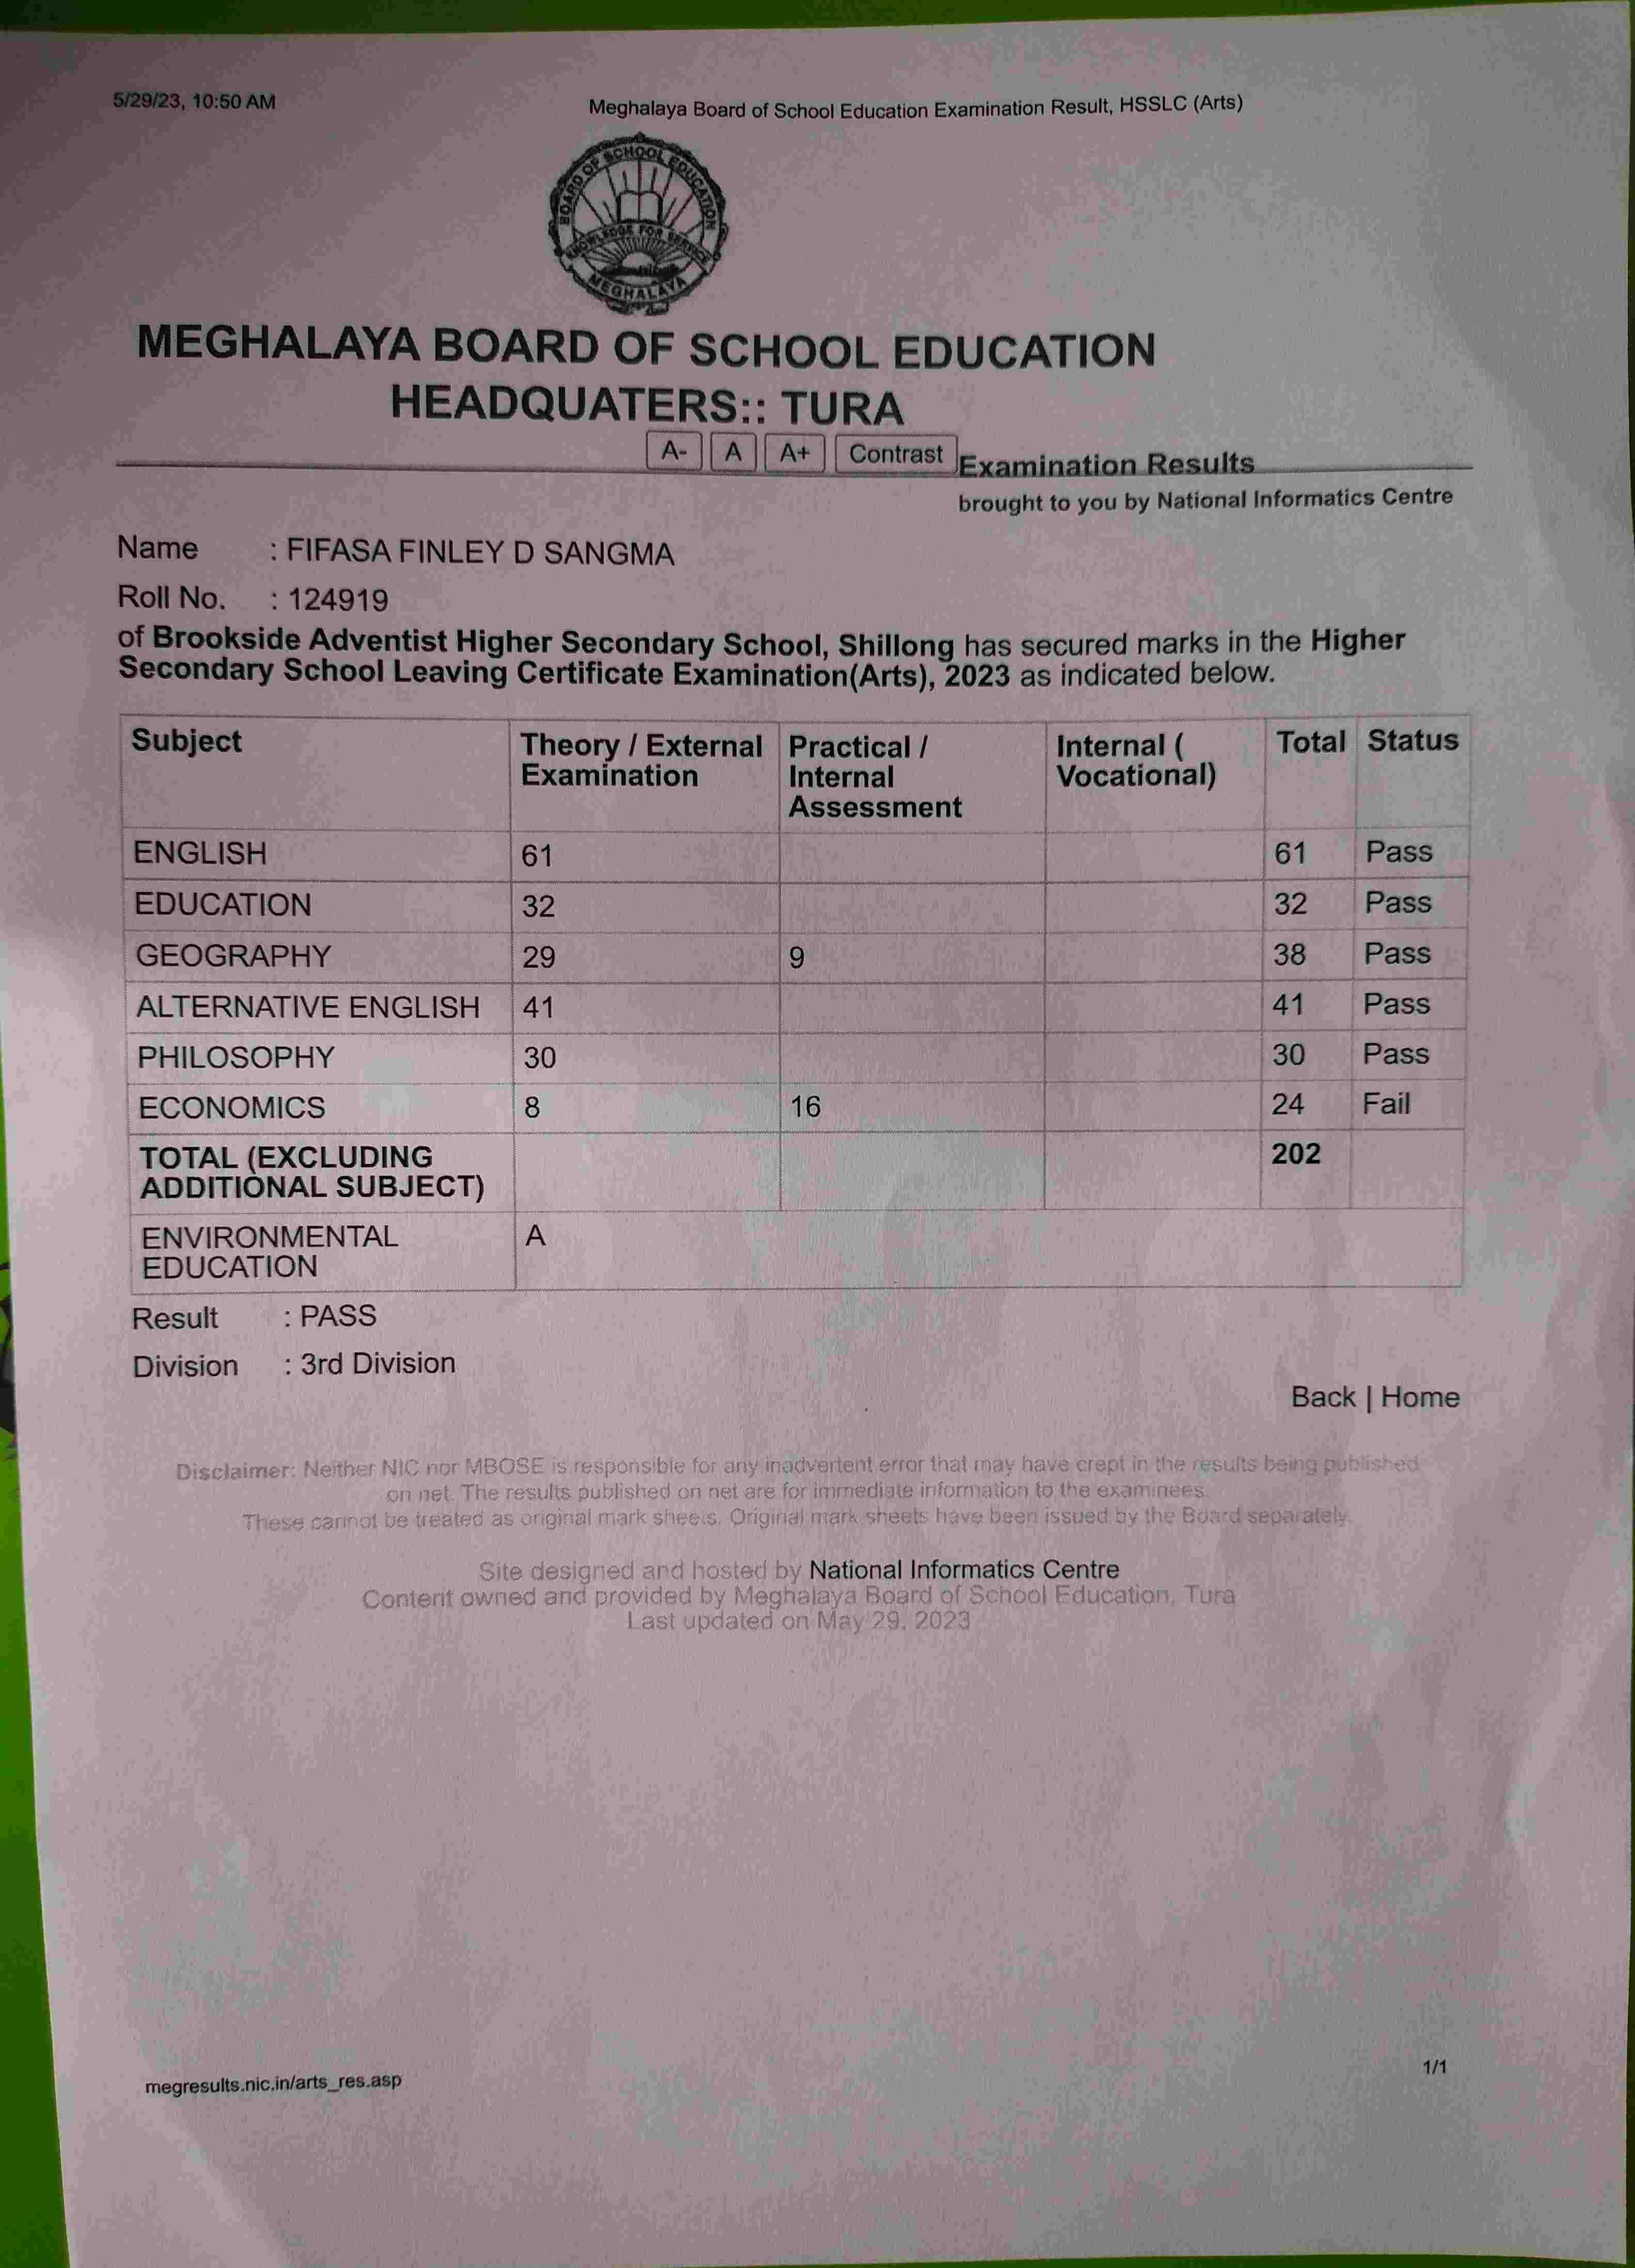 5/29/23, 10:50 AM
Meghalaya Board of School Education Examination Result, HSSLC (Arts)
BOARD OF SCHOOL EDUCATION
KNOWLEDGE FOR SERVICE
MEGHALAYA
MEGHALAYA BOARD OF SCHOOL EDUCATION
HEADQUATERS:: TURA
A- A A+ Contrast Examination Results
brought to you by National Informatics Centre
Name : FIFASA FINLEY D SANGMA
Roll No. : 124919
of Brookside Adventist Higher Secondary School, Shillong has secured marks in the Higher
Secondary School Leaving Certificate Examination(Arts), 2023 as indicated below.
Subject Theory / External Practical / Internal ( Total Status
Examination Internal Vocational)
Assessment
ENGLISH 61 61 Pass
EDUCATION 32 32 Pass
GEOGRAPHY 29 9 38 Pass
ALTERNATIVE ENGLISH 41 41 Pass
PHILOSOPHY 30 30 Pass
ECONOMICS 8 16 24 Fail
TOTAL (EXCLUDING 202
ADDITIONAL SUBJECT)
ENVIRONMENTAL A
EDUCATION
Result : PASS
Division : 3rd Division
Back | Home
Disclaimer: Neither NIC nor MBOSE is responsible for any inadvertent error that may have crept in the results being published
on net. The results published on net are for immediate information to the examinees.
These cannot be treated as original mark sheets. Original mark sheets have been issued by the Board separately.
Site designed and hosted by National Informatics Centre
Content owned and provided by Meghalaya Board of School Education, Tura
Last updated on May 29, 2023
megresults.nic.in/arts_res.asp
1/1